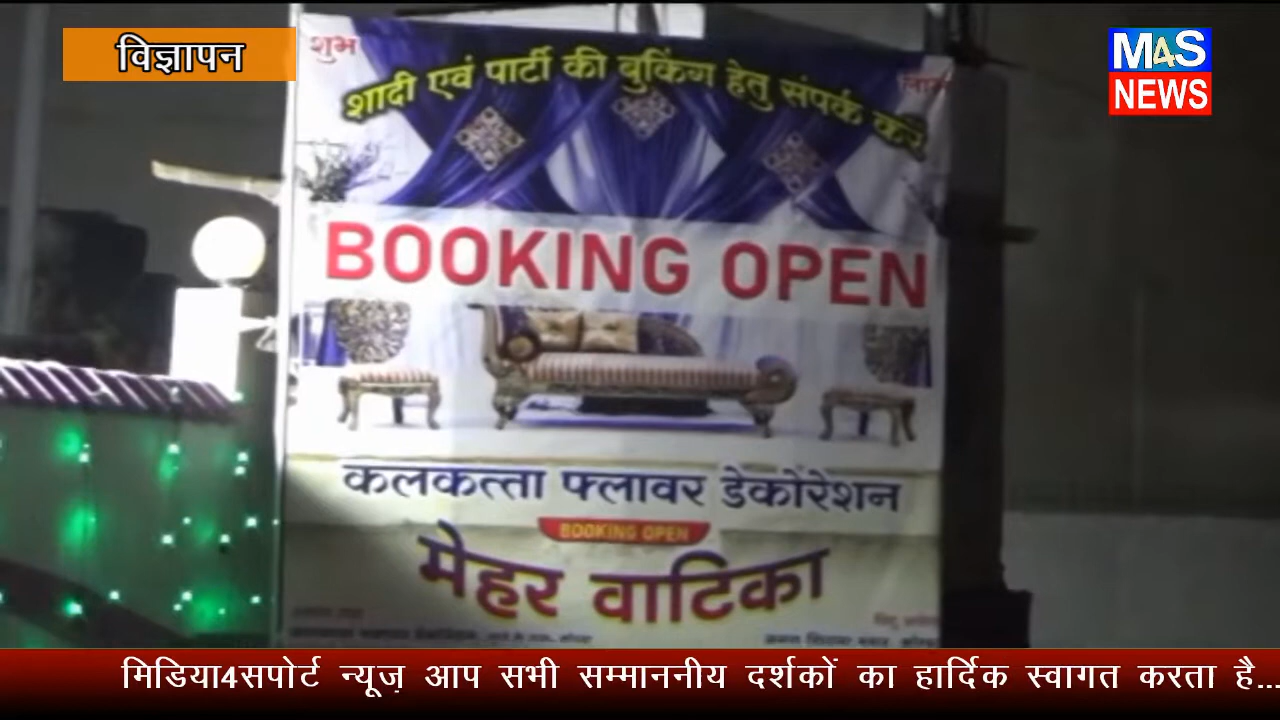 विज्ञापन
M4S
NEWS
शुभ
लाभ
शादी एवं पार्टी की बुकिंग हेतु संपर्क करें
BOOKING OPEN
कलकत्ता फ्लावर डेकोरेशन
BOOKING OPEN
मेहर वाटिका
मिडिया4सपोर्ट न्यूज़ आप सभी सम्माननीय दर्शकों का हार्दिक स्वागत करता है...